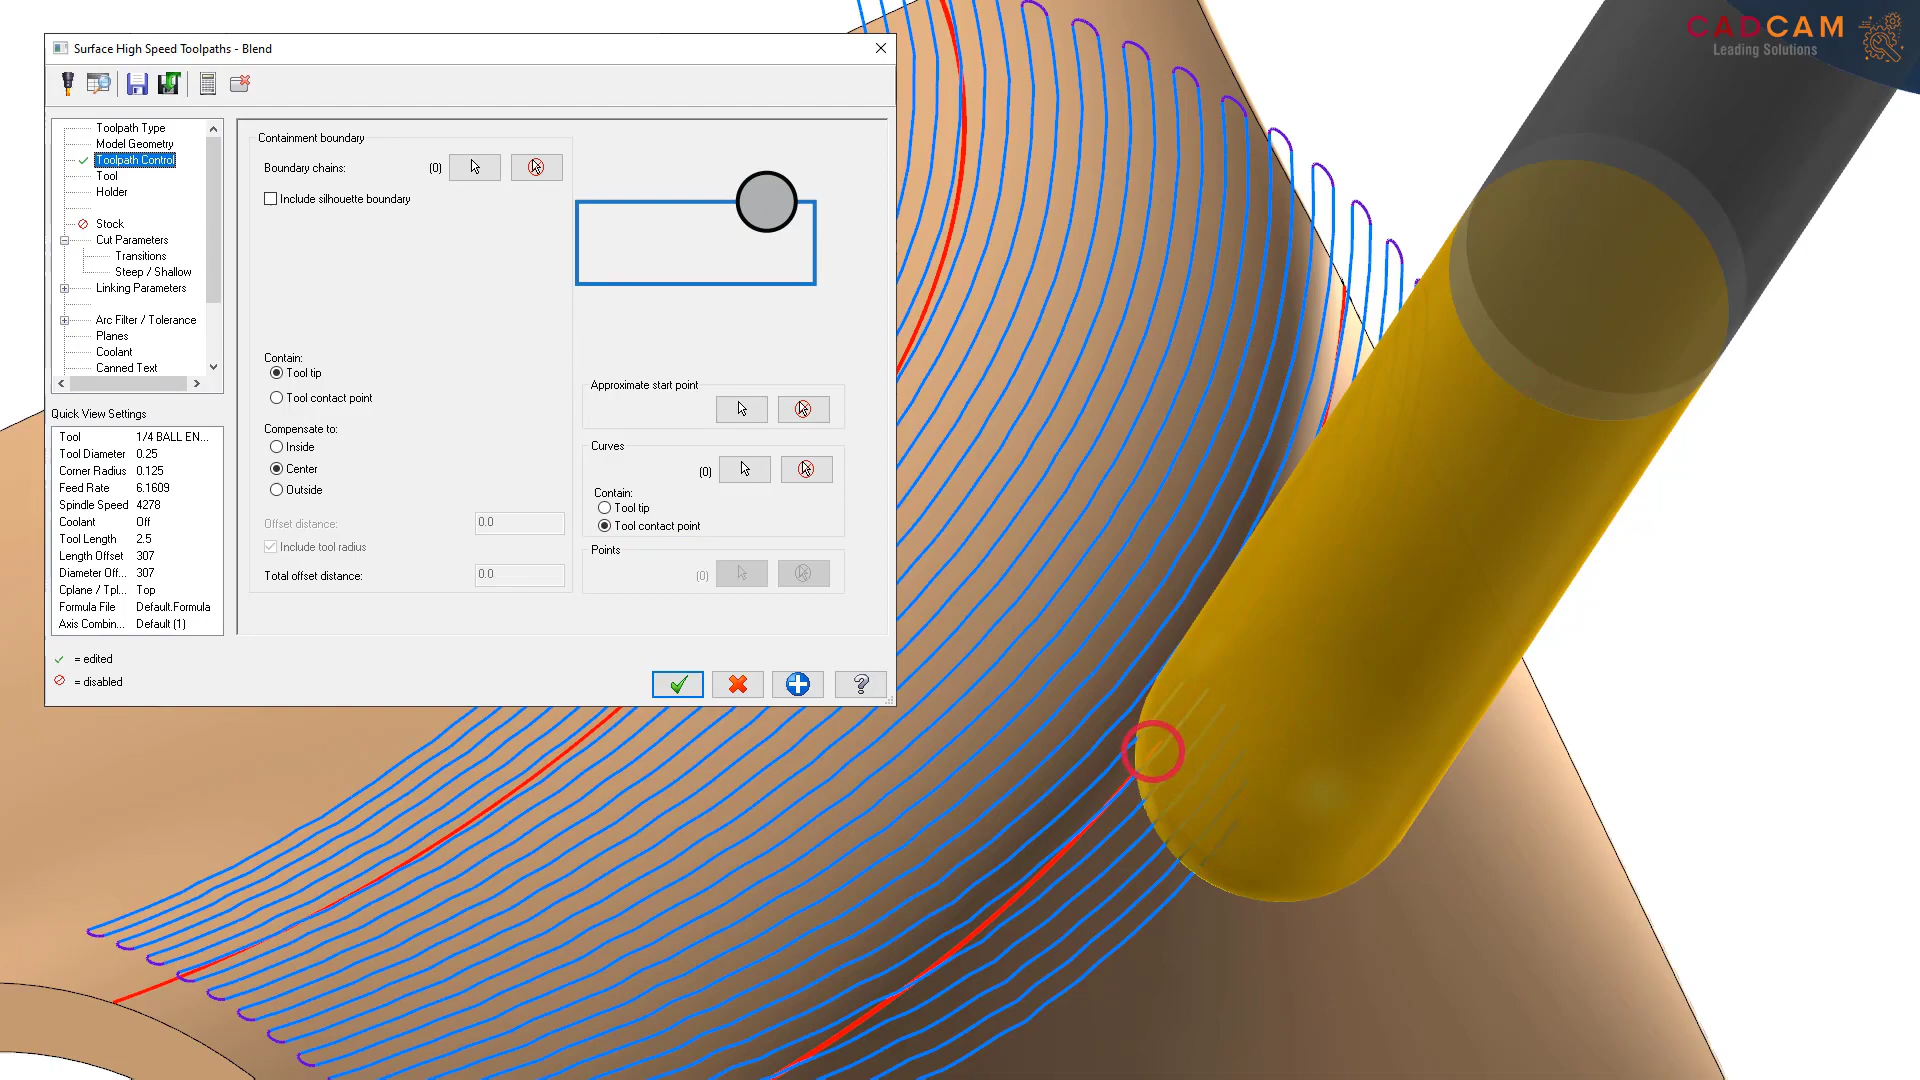 CADCAM
Leading Solutions
Surface High Speed Toolpaths - Blend
Toolpath Type
Model Geometry
Toolpath Control
Tool
Holder
Stock
Cut Parameters
Transitions
Steep / Shallow
Linking Parameters
Arc Filter / Tolerance
Planes
Coolant
Canned Text
Quick View Settings
Tool 1/4 BALL EN...
Tool Diameter 0.25
Corner Radius 0.125
Feed Rate 6.1609
Spindle Speed 4278
Coolant Off
Tool Length 2.5
Length Offset 307
Diameter Off... 307
Cplane / Tpl... Top
Formula File Default.Formula
Axis Combin... Default (1)
= edited
= disabled
Containment boundary
Boundary chains: (0)
Include silhouette boundary
Contain:
Tool tip
Tool contact point
Compensate to:
Inside
Center
Outside
Offset distance: 0.0
Include tool radius
Total offset distance: 0.0
Approximate start point
Curves
(0)
Contain:
Tool tip
Tool contact point
Points
(0)